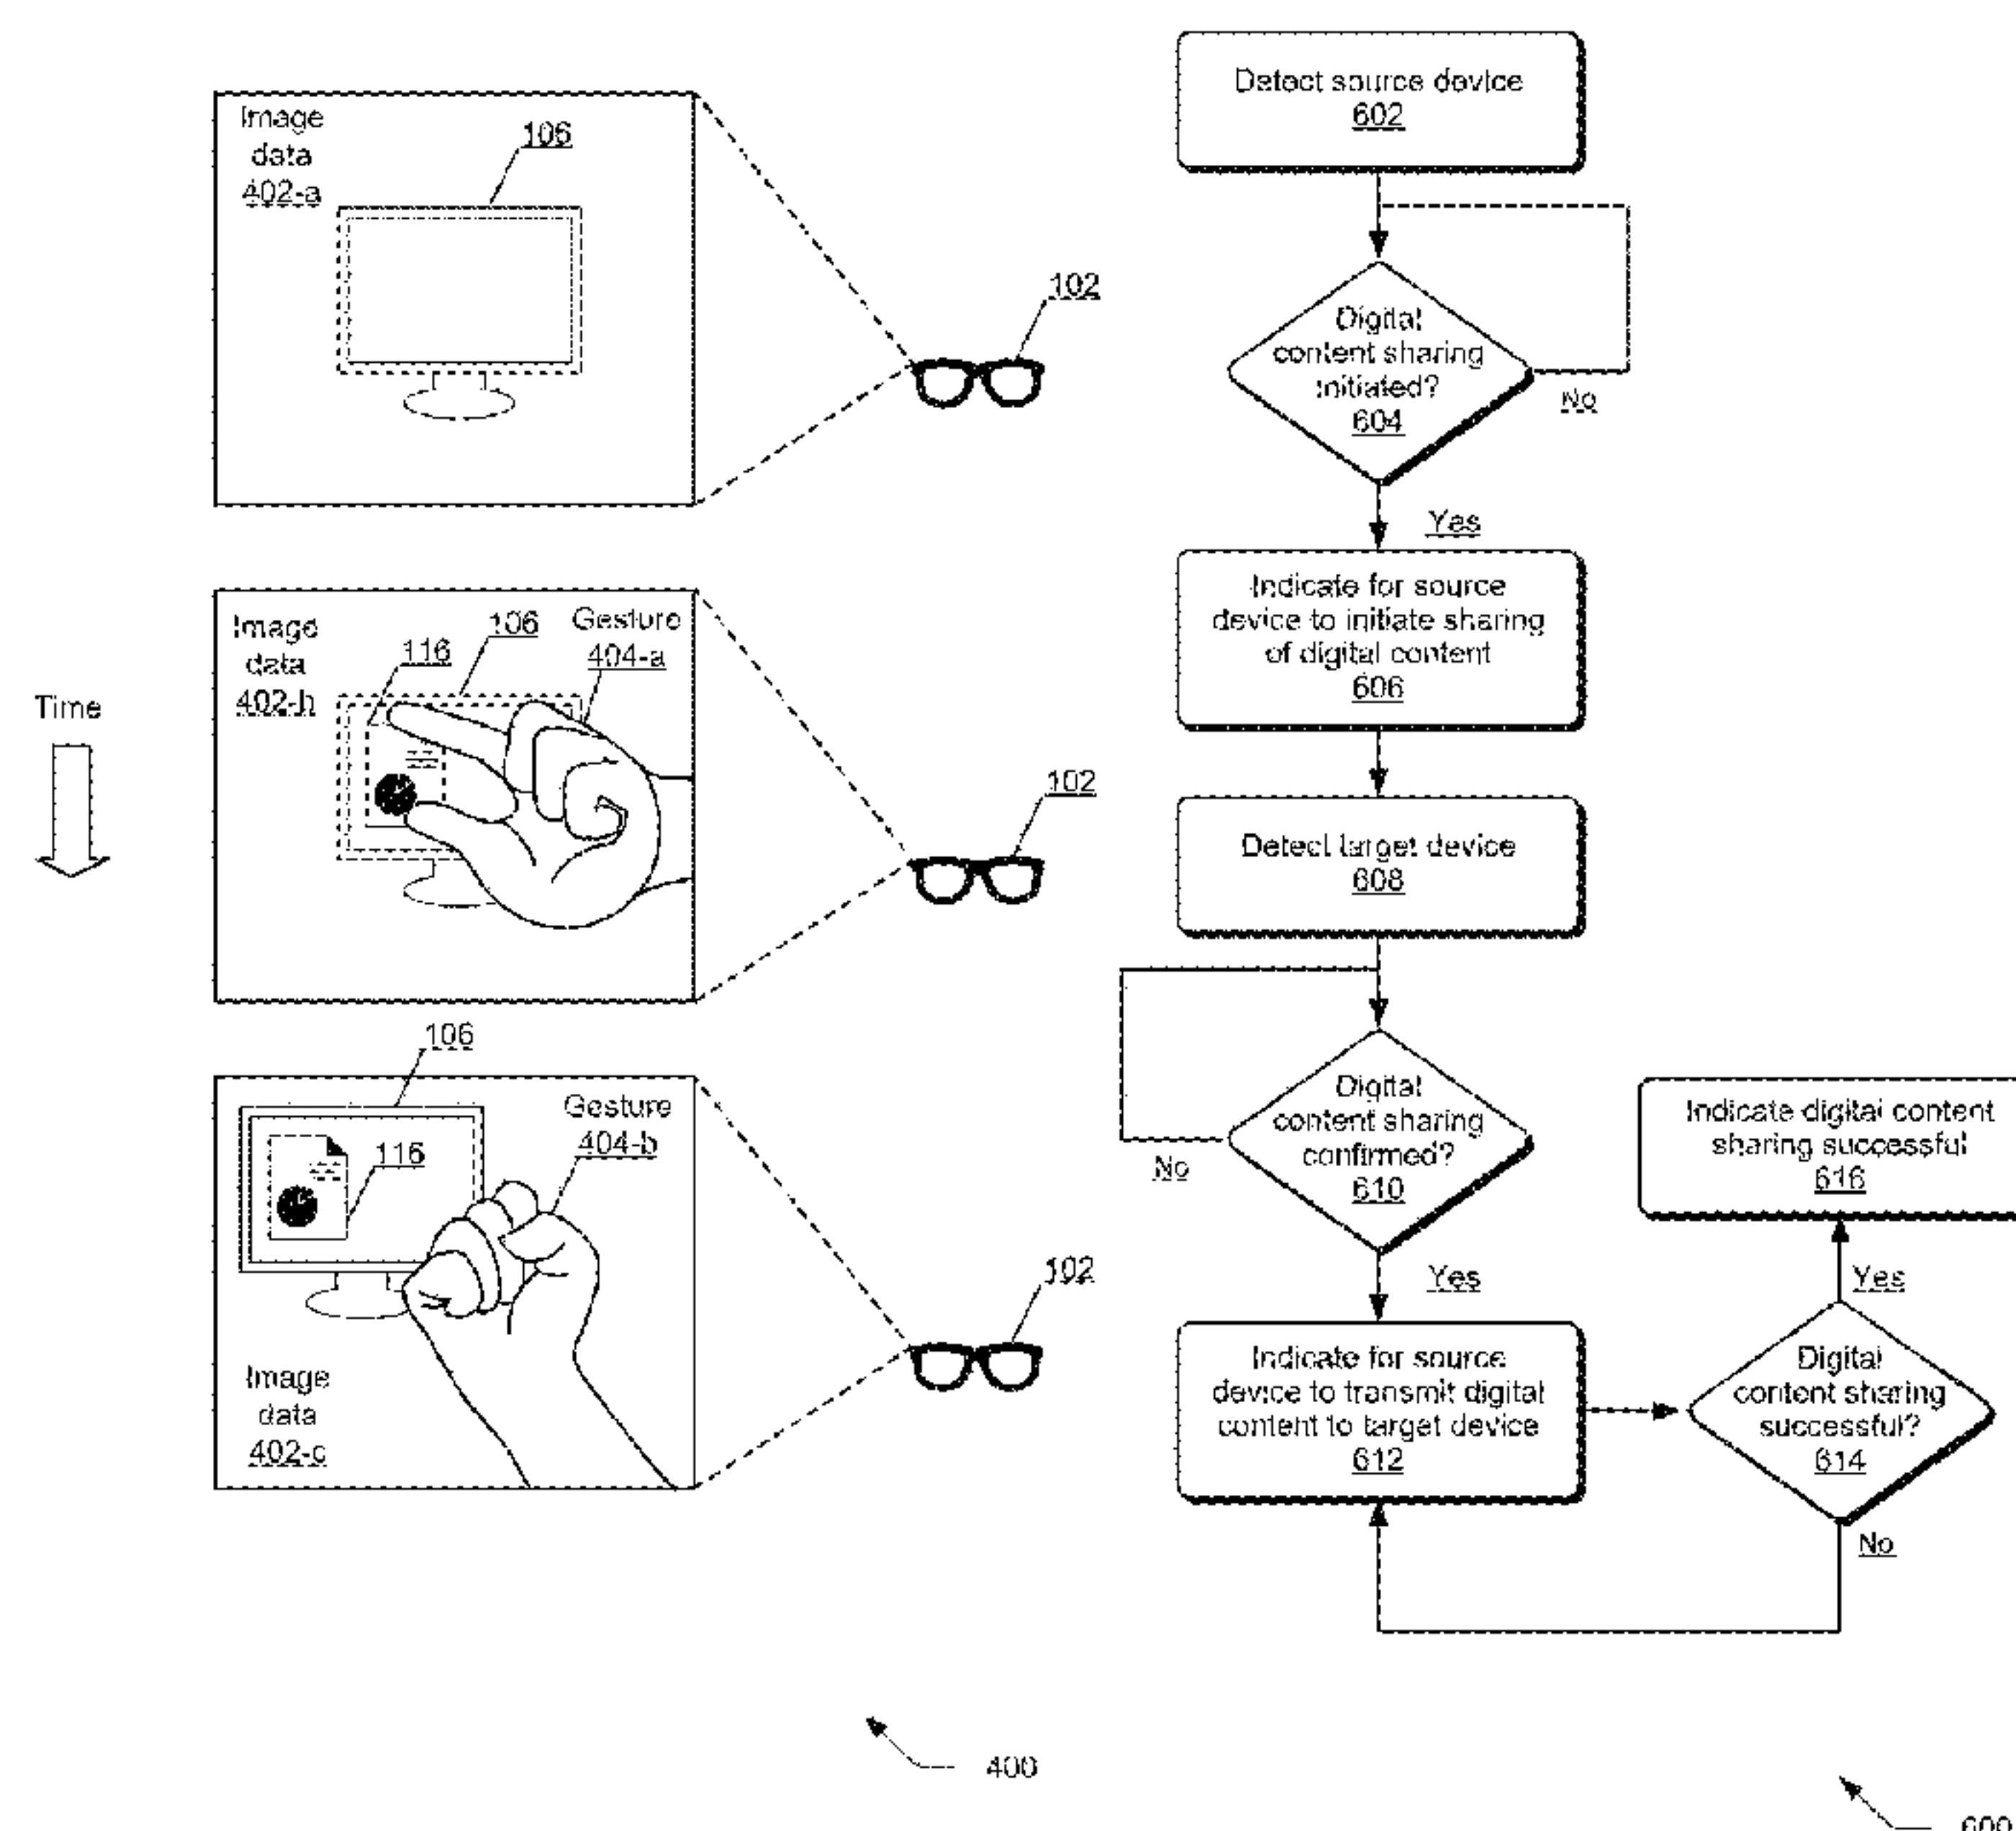 Time
Image
data
402-a
106
102
Image
data
402-b
116
106
Gesture
404-a
102
106
Gesture
404-b
116
Image
data
402-c
102
400
Detect source device
602
Digital
content sharing
initiated?
604
No
Yes
Indicate for source
device to initiate sharing
of digital content
606
Detect target device
608
Digital
content sharing
confirmed?
610
No
Yes
Indicate for source
device to transmit digital
content to target device
612
Digital
content sharing
successful?
614
Yes
No
Indicate digital content
sharing successful
616
600